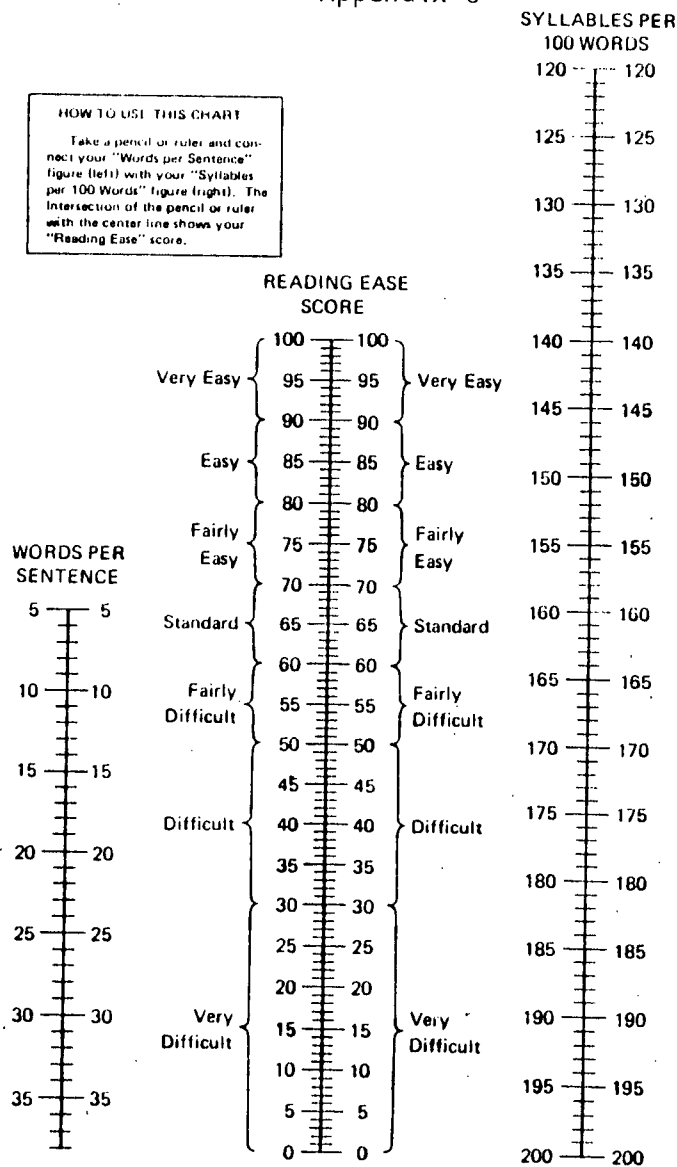 SYLLABLES PER
100 WORDS
HOW TO USE THIS CHART
Take a pencil or ruler and con-
nect your "Words per Sentence"
figure (left) with your "Syllables
per 100 Words" figure (right). The
Intersection of the pencil or ruler
with the center line shows your
"Reading Ease" score.
120 120
125 125
130 130
135 135
140 140
145 145
150 150
155 155
160 160
165 165
170 170
175 175
180 180
185 185
190 190
195 195
200 200
READING EASE
SCORE
100 100
Very Easy 95 95 Very Easy
90 90
Easy 85 85 Easy
80 80
Fairly Easy 75 75 Fairly Easy
70 70
Standard 65 65 Standard
60 60
Fairly Difficult 55 55 Fairly Difficult
50 50
45 45
Difficult 40 40 Difficult
35 35
30 30
25 25
20 20
Very Difficult 15 15 Very Difficult
10 10
5 5
0 0
WORDS PER
SENTENCE
5 5
10 10
15 15
20 20
25 25
30 30
35 35